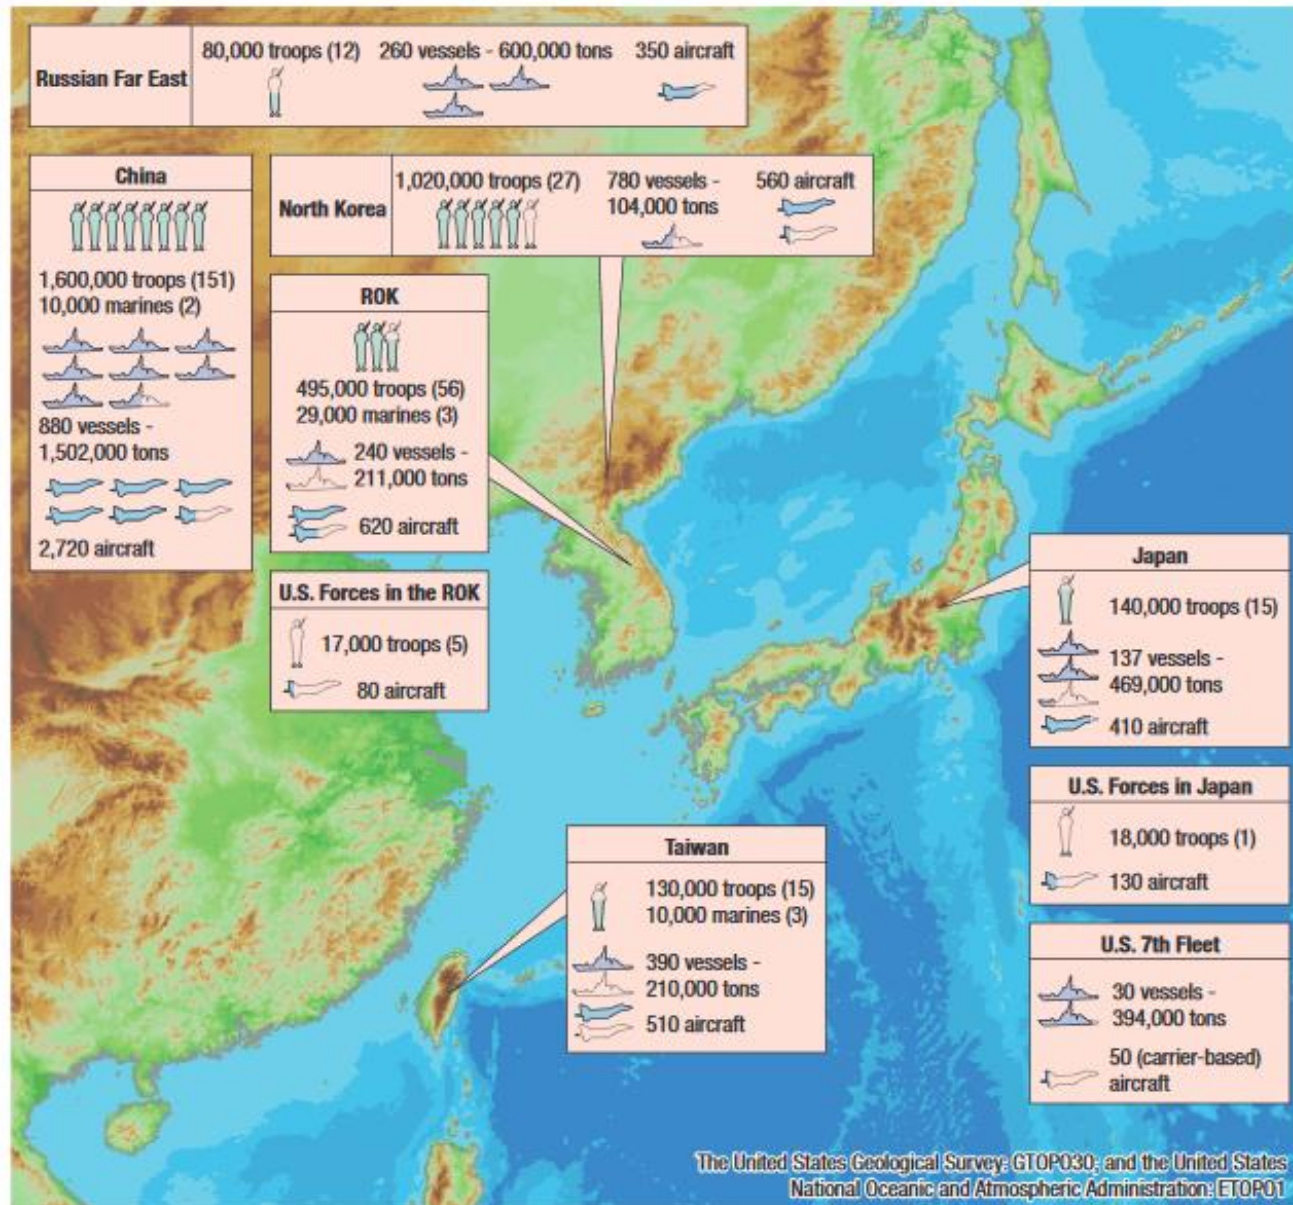 Russian Far East
80,000 troops (12)
260 vessels - 600,000 tons
350 aircraft
China
1,600,000 troops (151)
10,000 marines (2)
880 vessels -
1,502,000 tons
2,720 aircraft
North Korea
1,020,000 troops (27)
780 vessels -
104,000 tons
560 aircraft
ROK
495,000 troops (56)
29,000 marines (3)
240 vessels -
211,000 tons
620 aircraft
U.S. Forces in the ROK
17,000 troops (5)
80 aircraft
Japan
140,000 troops (15)
137 vessels -
469,000 tons
410 aircraft
U.S. Forces in Japan
18,000 troops (1)
130 aircraft
Taiwan
130,000 troops (15)
10,000 marines (3)
390 vessels -
210,000 tons
510 aircraft
U.S. 7th Fleet
30 vessels -
394,000 tons
50 (carrier-based)
aircraft
The United States Geological Survey: GTOPO30; and the United States
National Oceanic and Atmospheric Administration: ETOPO1